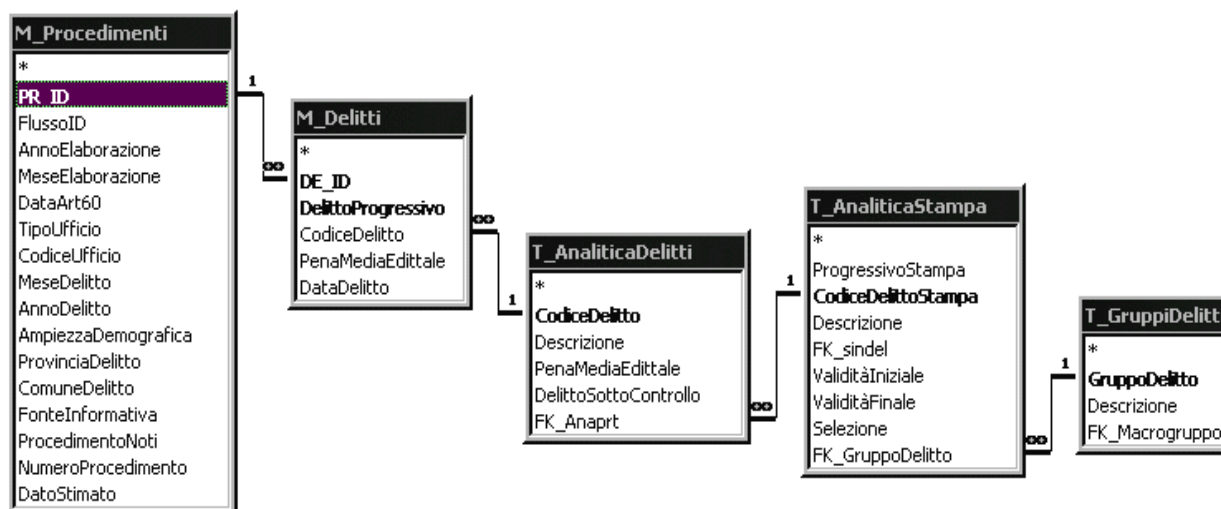 M_Procedimenti
*
PR_ID
FlussoID
AnnoElaborazione
MeseElaborazione
DataArt60
TipoUfficio
CodiceUfficio
MeseDelitto
AnnoDelitto
AmpiezzaDemografica
ProvinciaDelitto
ComuneDelitto
FonteInformativa
ProcedimentoNoti
NumeroProcedimento
DatoStimato
1
∞
M_Delitti
*
DE_ID
DelittoProgressivo
CodiceDelitto
PenaMediaEdittale
DataDelitto
∞
1
T_AnaliticaDelitti
*
CodiceDelitto
Descrizione
PenaMediaEdittale
DelittoSottoControllo
FK_Anaprt
1
∞
T_AnaliticaStampa
*
ProgressivoStampa
CodiceDelittoStampa
Descrizione
FK_sindel
ValiditàIniziale
ValiditàFinale
Selezione
FK_GruppoDelitto
1
∞
T_GruppiDelitt
*
GruppoDelitto
Descrizione
FK_Macrogruppo